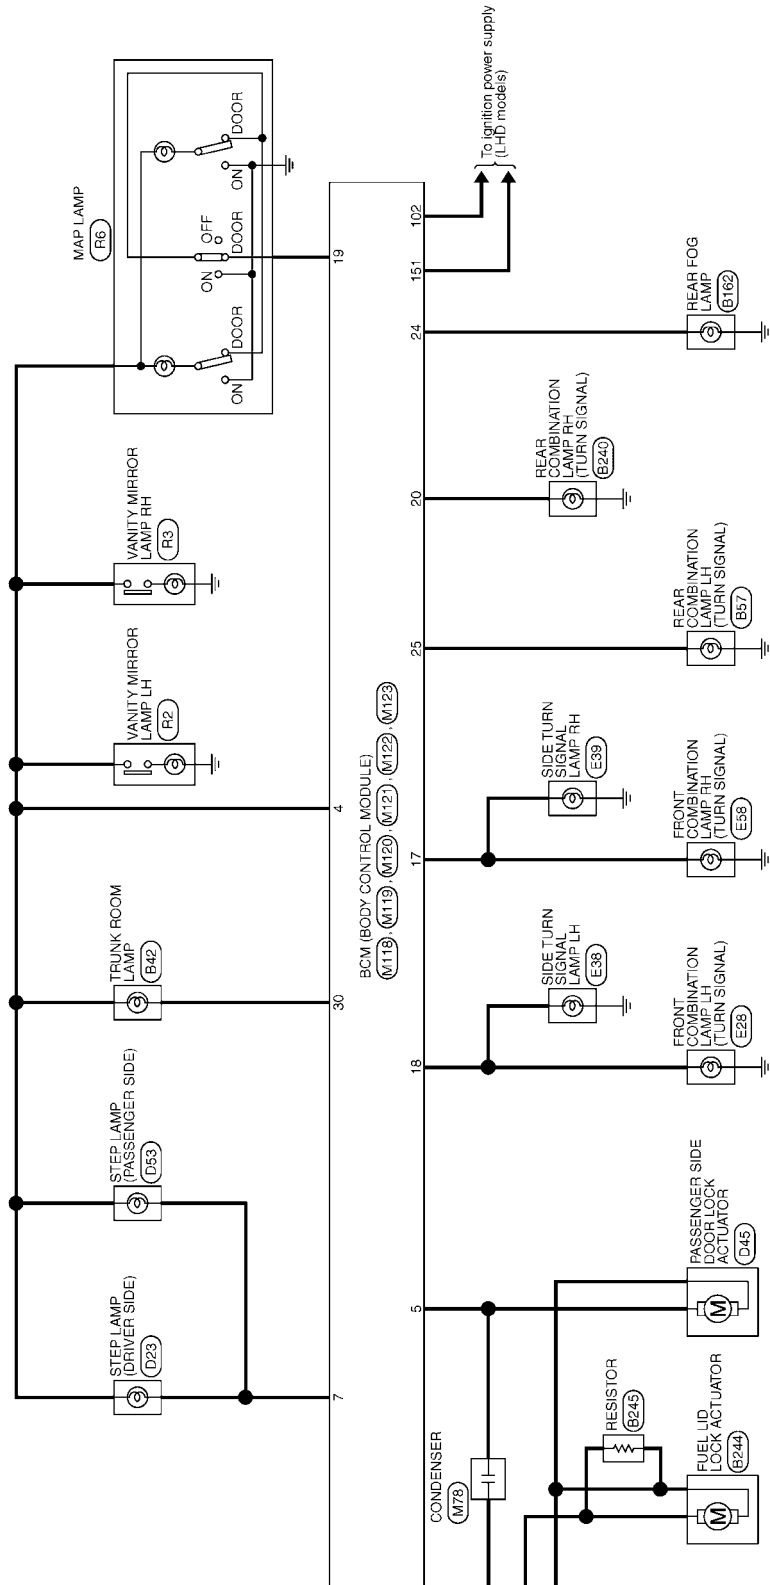 MAP LAMP
R6
ON
DOOR
ON
OFF
DOOR
ON
DOOR
VANITY MIRROR
LAMP RH
R3
VANITY MIRROR
LAMP LH
R2
TRUNK ROOM
LAMP
B42
STEP LAMP
(PASSENGER SIDE)
D53
STEP LAMP
(DRIVER SIDE)
D23
19
4
30
7
BCM (BODY CONTROL MODULE)
M118, M119, M120, M121, M122, M123
102
151
24
20
25
17
18
5
To ignition power supply
(LHD models)
REAR FOG
LAMP
B162
REAR
COMBINATION
LAMP RH
(TURN SIGNAL)
B240
REAR
COMBINATION
LAMP LH
(TURN SIGNAL)
B57
SIDE TURN
SIGNAL
LAMP RH
E39
FRONT
COMBINATION
LAMP RH
(TURN SIGNAL)
E58
SIDE TURN
SIGNAL
LAMP LH
E38
FRONT
COMBINATION
LAMP LH
(TURN SIGNAL)
E28
PASSENGER SIDE
DOOR LOCK
ACTUATOR
D45
M
CONDENSER
M78
RESISTOR
B245
FUEL LID
LOCK ACTUATOR
B244
M